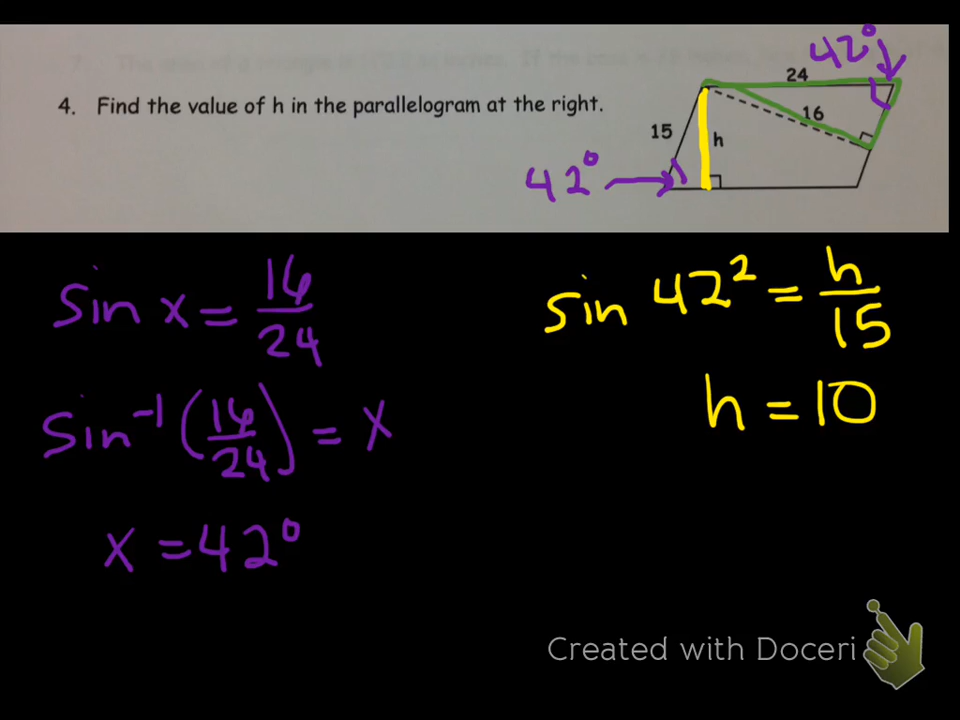 42°
24
4. Find the value of h in the parallelogram at the right.
16
15
h
42°
sin x = 16/24
sin⁻¹ (16/24) = x
x = 42°
sin 42² = h/15
h = 10
Created with Doceri